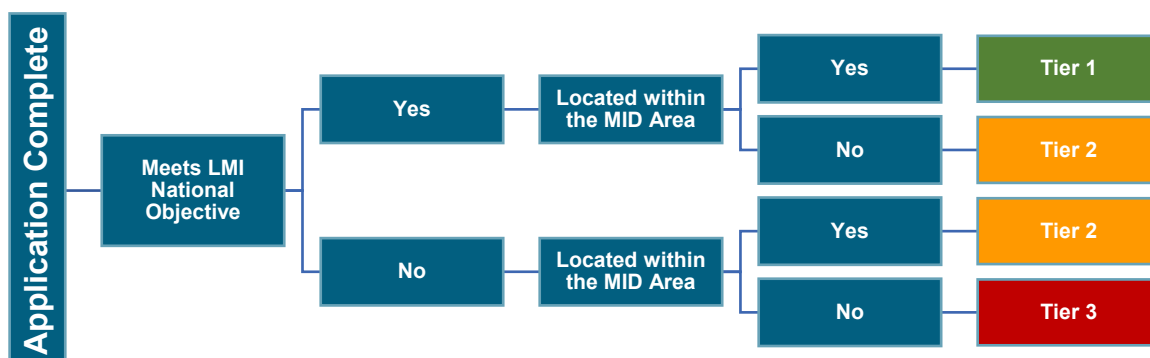 Application Complete
Meets LMI
National
Objective
Yes
Located within
the MID Area
Yes
Tier 1
No
Tier 2
No
Located within
the MID Area
Yes
Tier 2
No
Tier 3